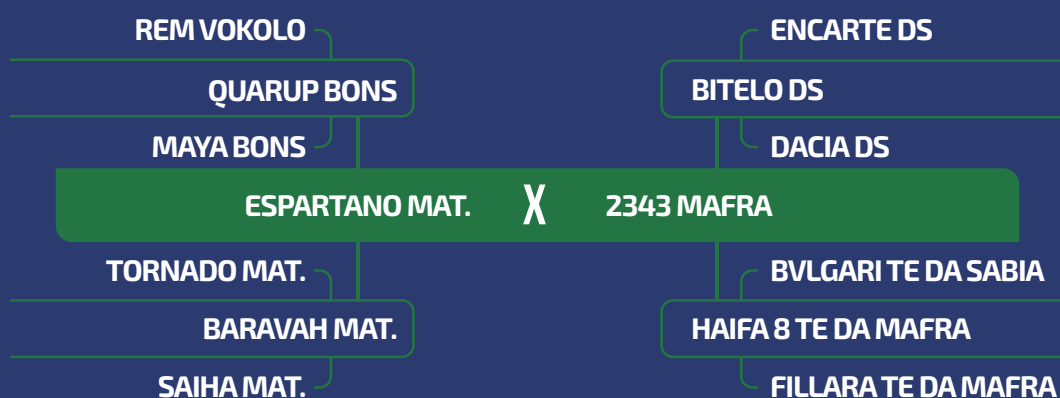 REM VOKOLO
ENCARTE DS
QUARUP BONS
BITELO DS
MAYA BONS
DACIA DS
ESPARTANO MAT. X 2343 MAFRA
TORNADO MAT.
BVLGARI TE DA SABIA
BARAVAH MAT.
HAIFA 8 TE DA MAFRA
SAIHA MAT.
FILLARA TE DA MAFRA